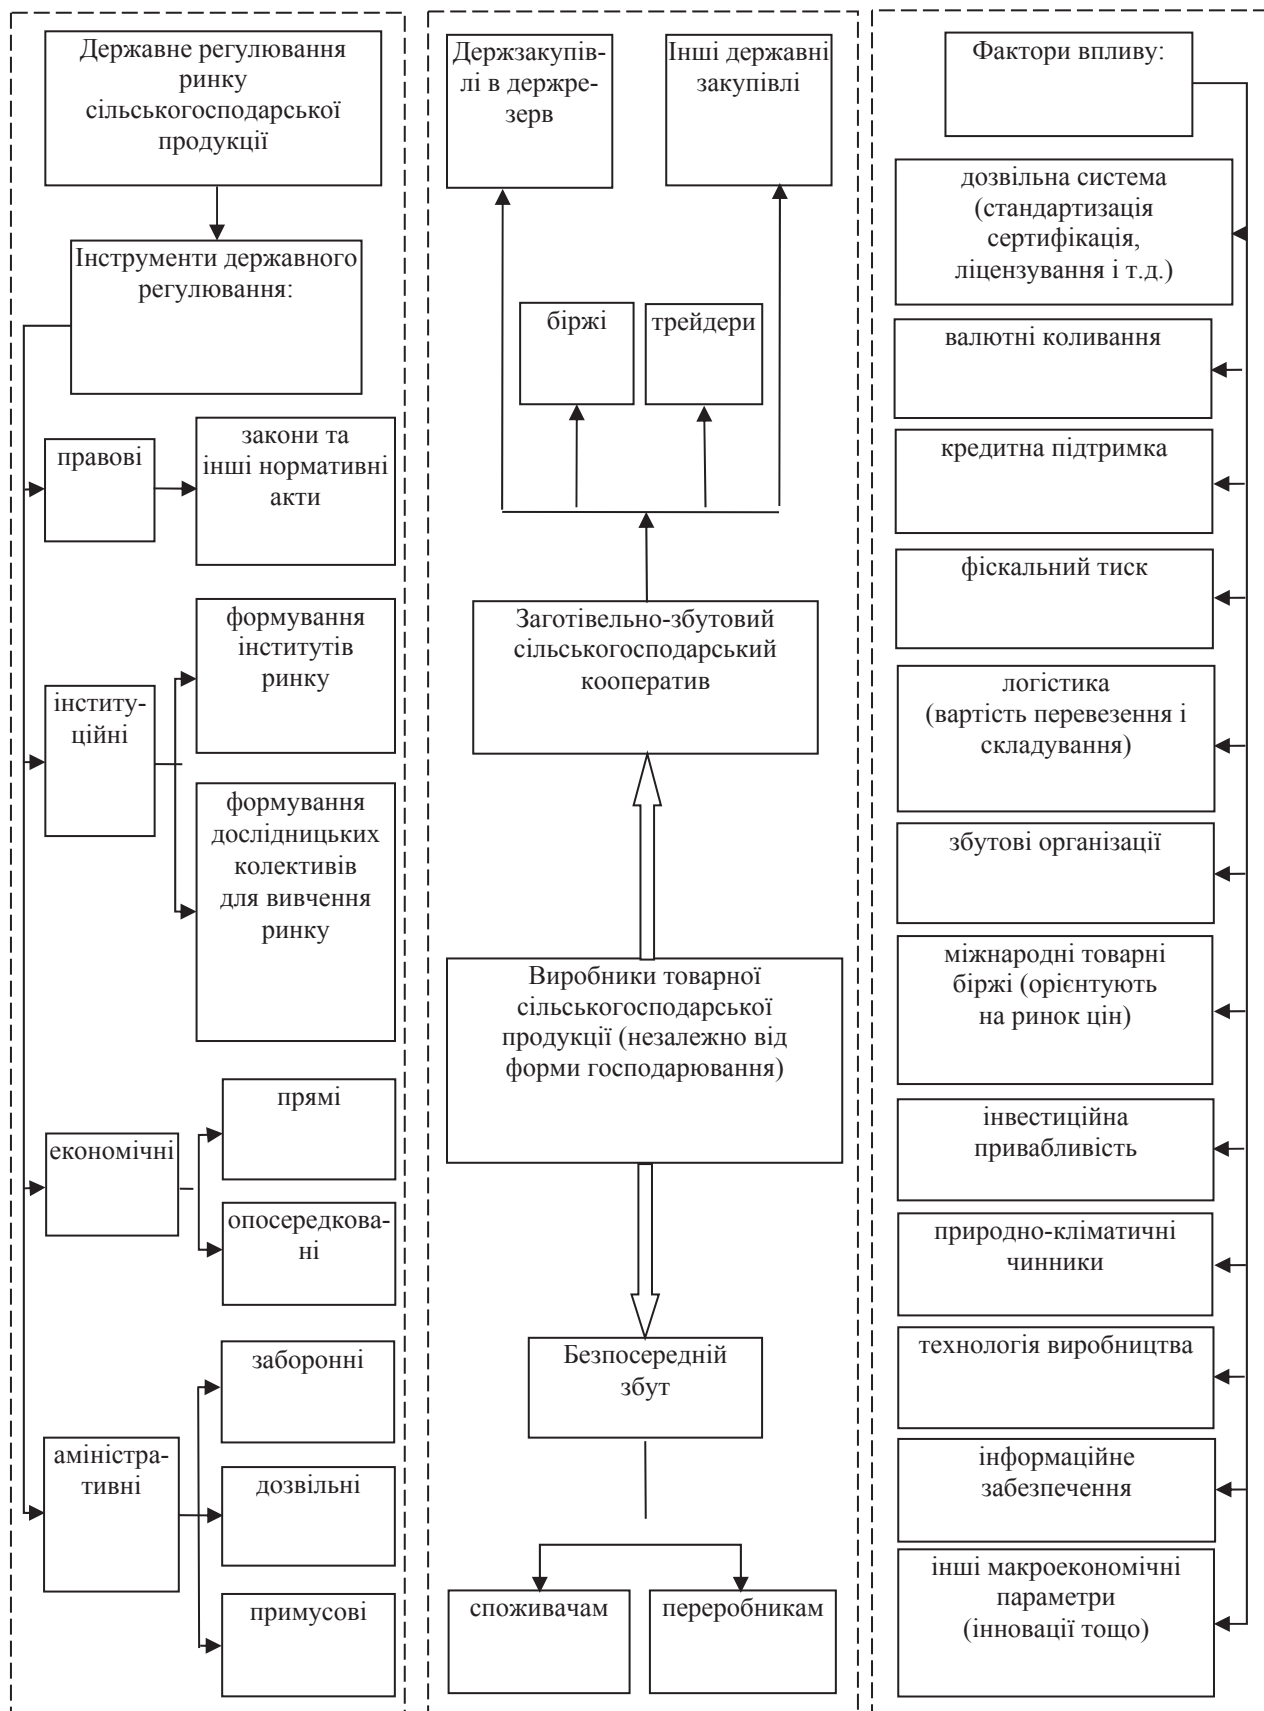 Державне регулювання
ринку
сільськогосподарської
продукції
Інструменти державного
регулювання:
правові
закони та
інші нормативні
акти
інститу-
ційні
формування
інститутів
ринку
формування
дослідницьких
колективів
для вивчення
ринку
економічні
прямі
опосередкова-
ні
аміністра-
тивні
заборонні
дозвільні
примусові
Держзакупів-
лі в держре-
зерв
Інші державні
закупівлі
біржі
трейдери
Заготівельно-збутовий
сільськогосподарський
кооператив
Виробники товарної
сільськогосподарської
продукції (незалежно від
форми господарювання)
Безпосередній
збут
споживачам
переробникам
Фактори впливу:
дозвільна система
(стандартизація
сертифікація,
ліцензування і т.д.)
валютні коливання
кредитна підтримка
фіскальний тиск
логістика
(вартість перевезення і
складування)
збутові організації
міжнародні товарні
біржі (орієнтують
на ринок цін)
інвестиційна
привабливість
природно-кліматичні
чинники
технологія виробництва
інформаційне
забезпечення
інші макроекономічні
параметри
(інновації тощо)